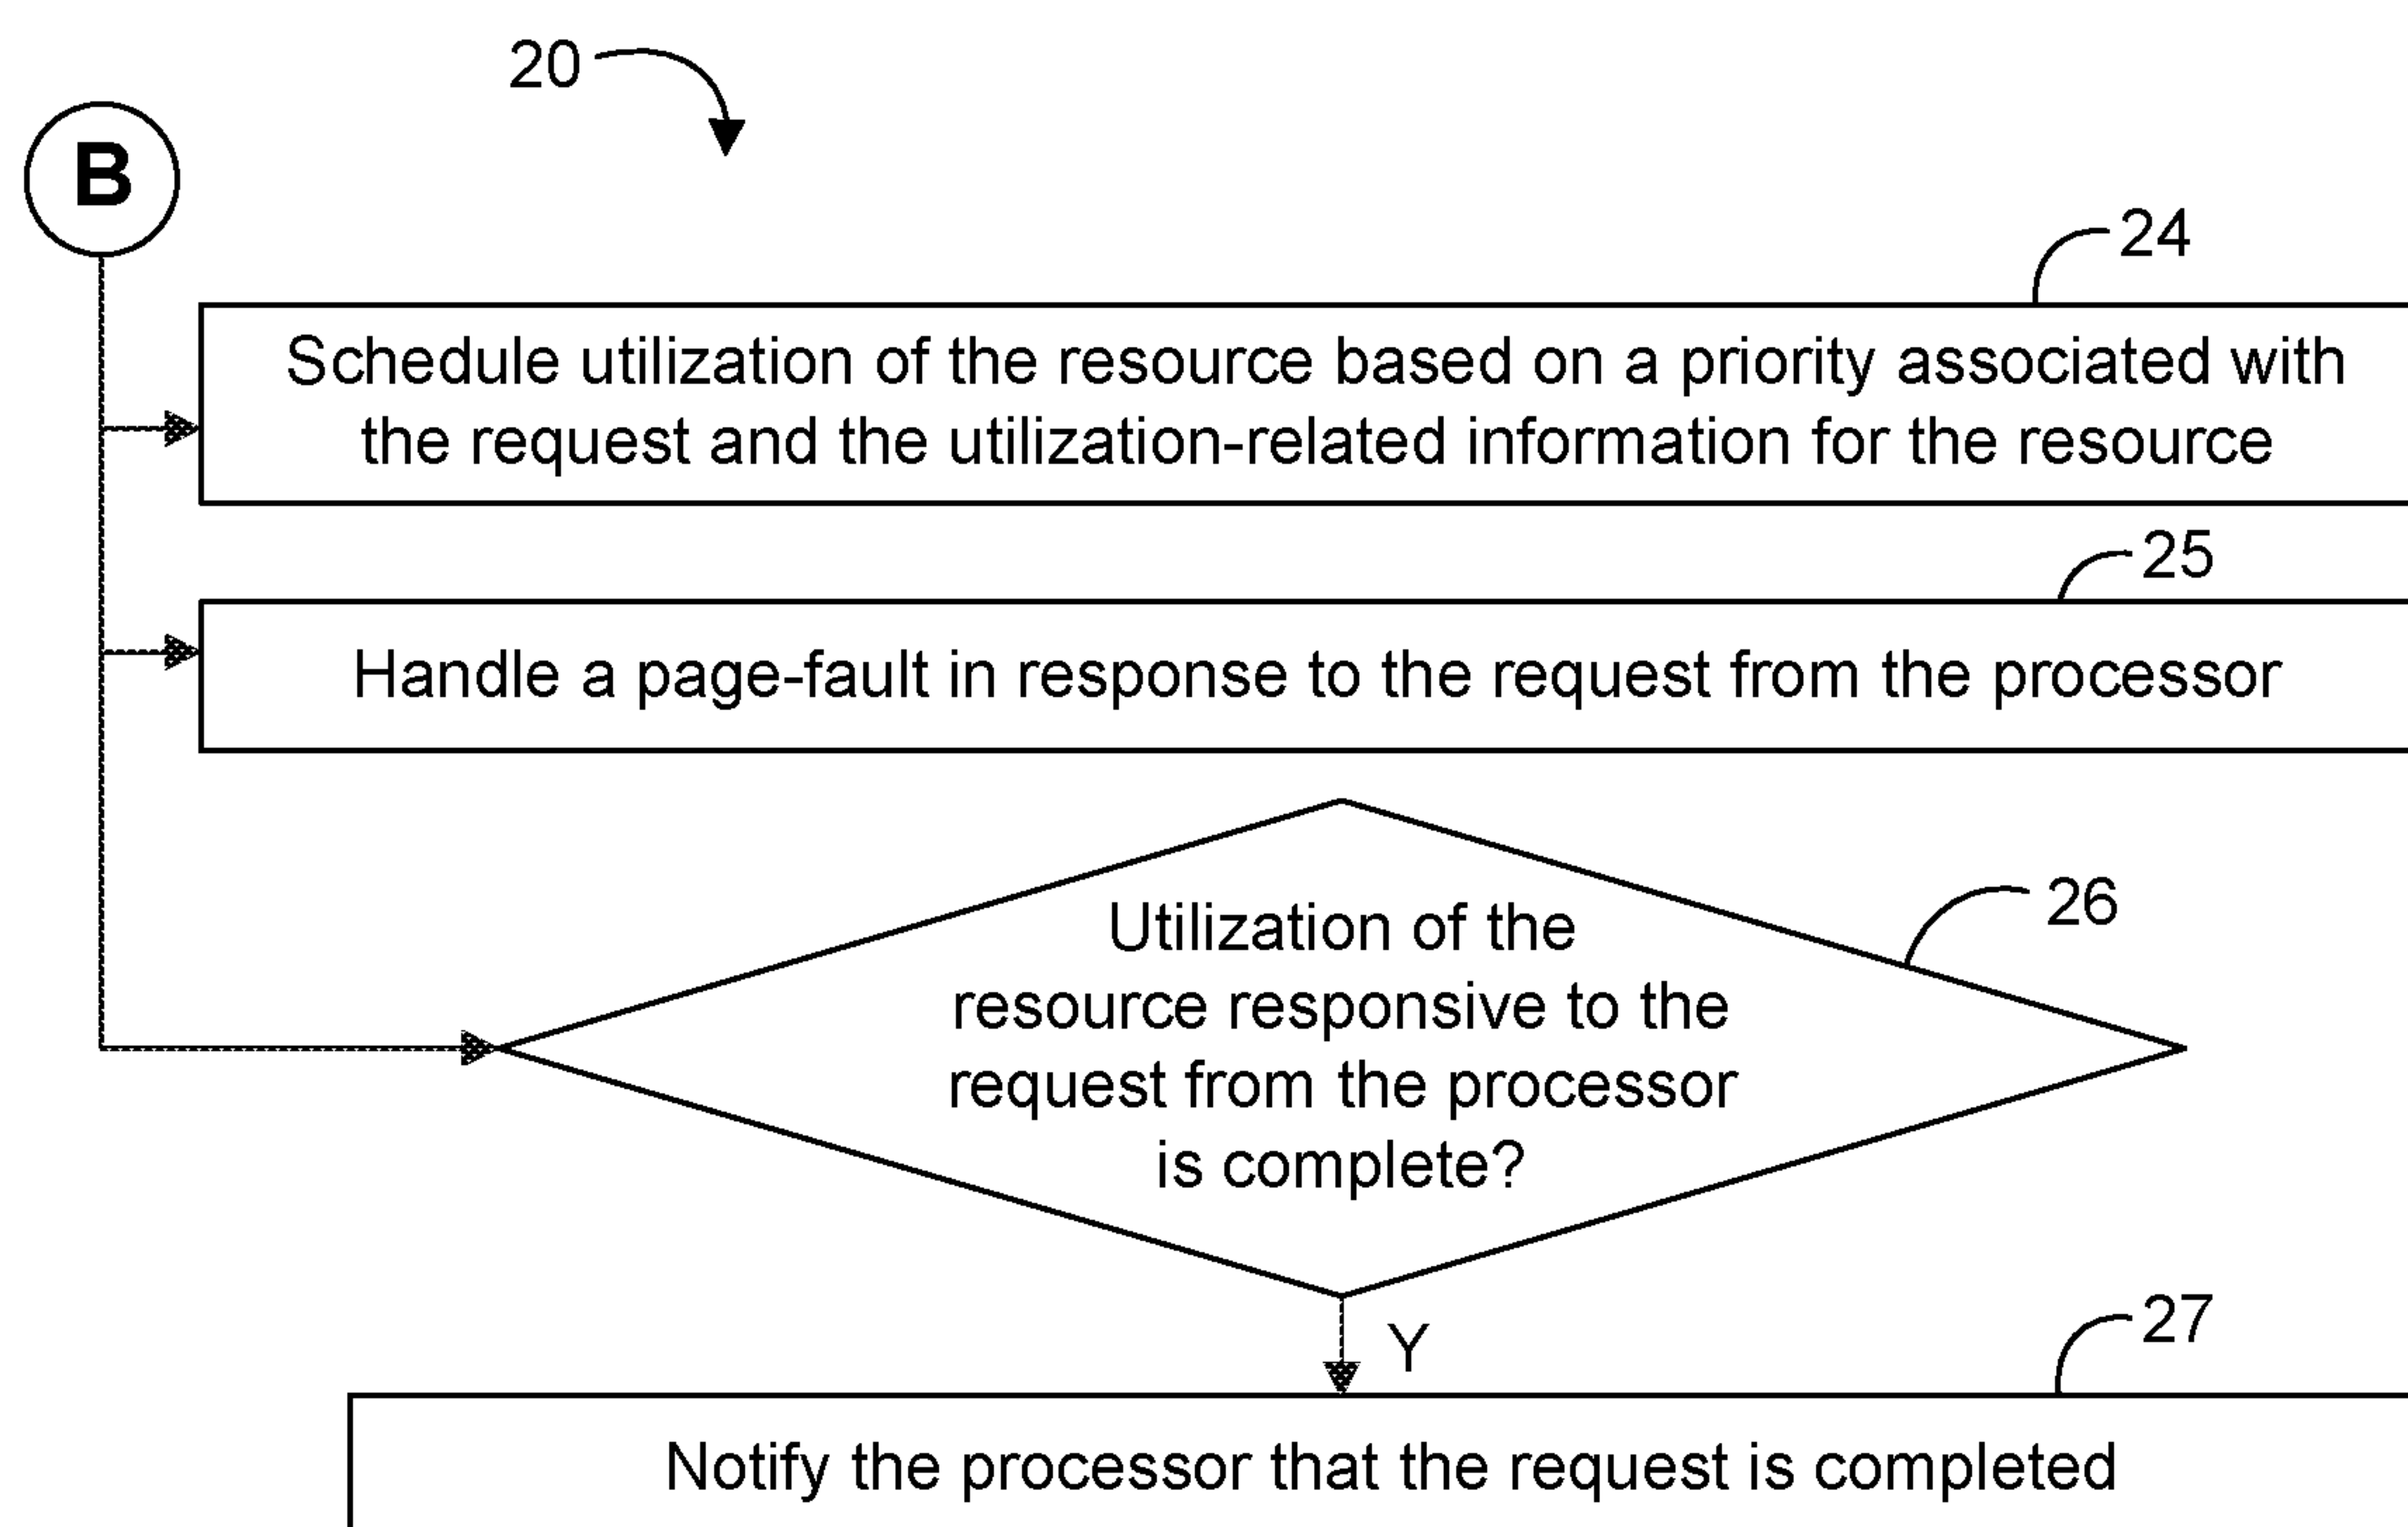 20
B
24
Schedule utilization of the resource based on a priority associated with
the request and the utilization-related information for the resource
25
Handle a page-fault in response to the request from the processor
26
Utilization of the
resource responsive to the
request from the processor
is complete?
Y
27
Notify the processor that the request is completed